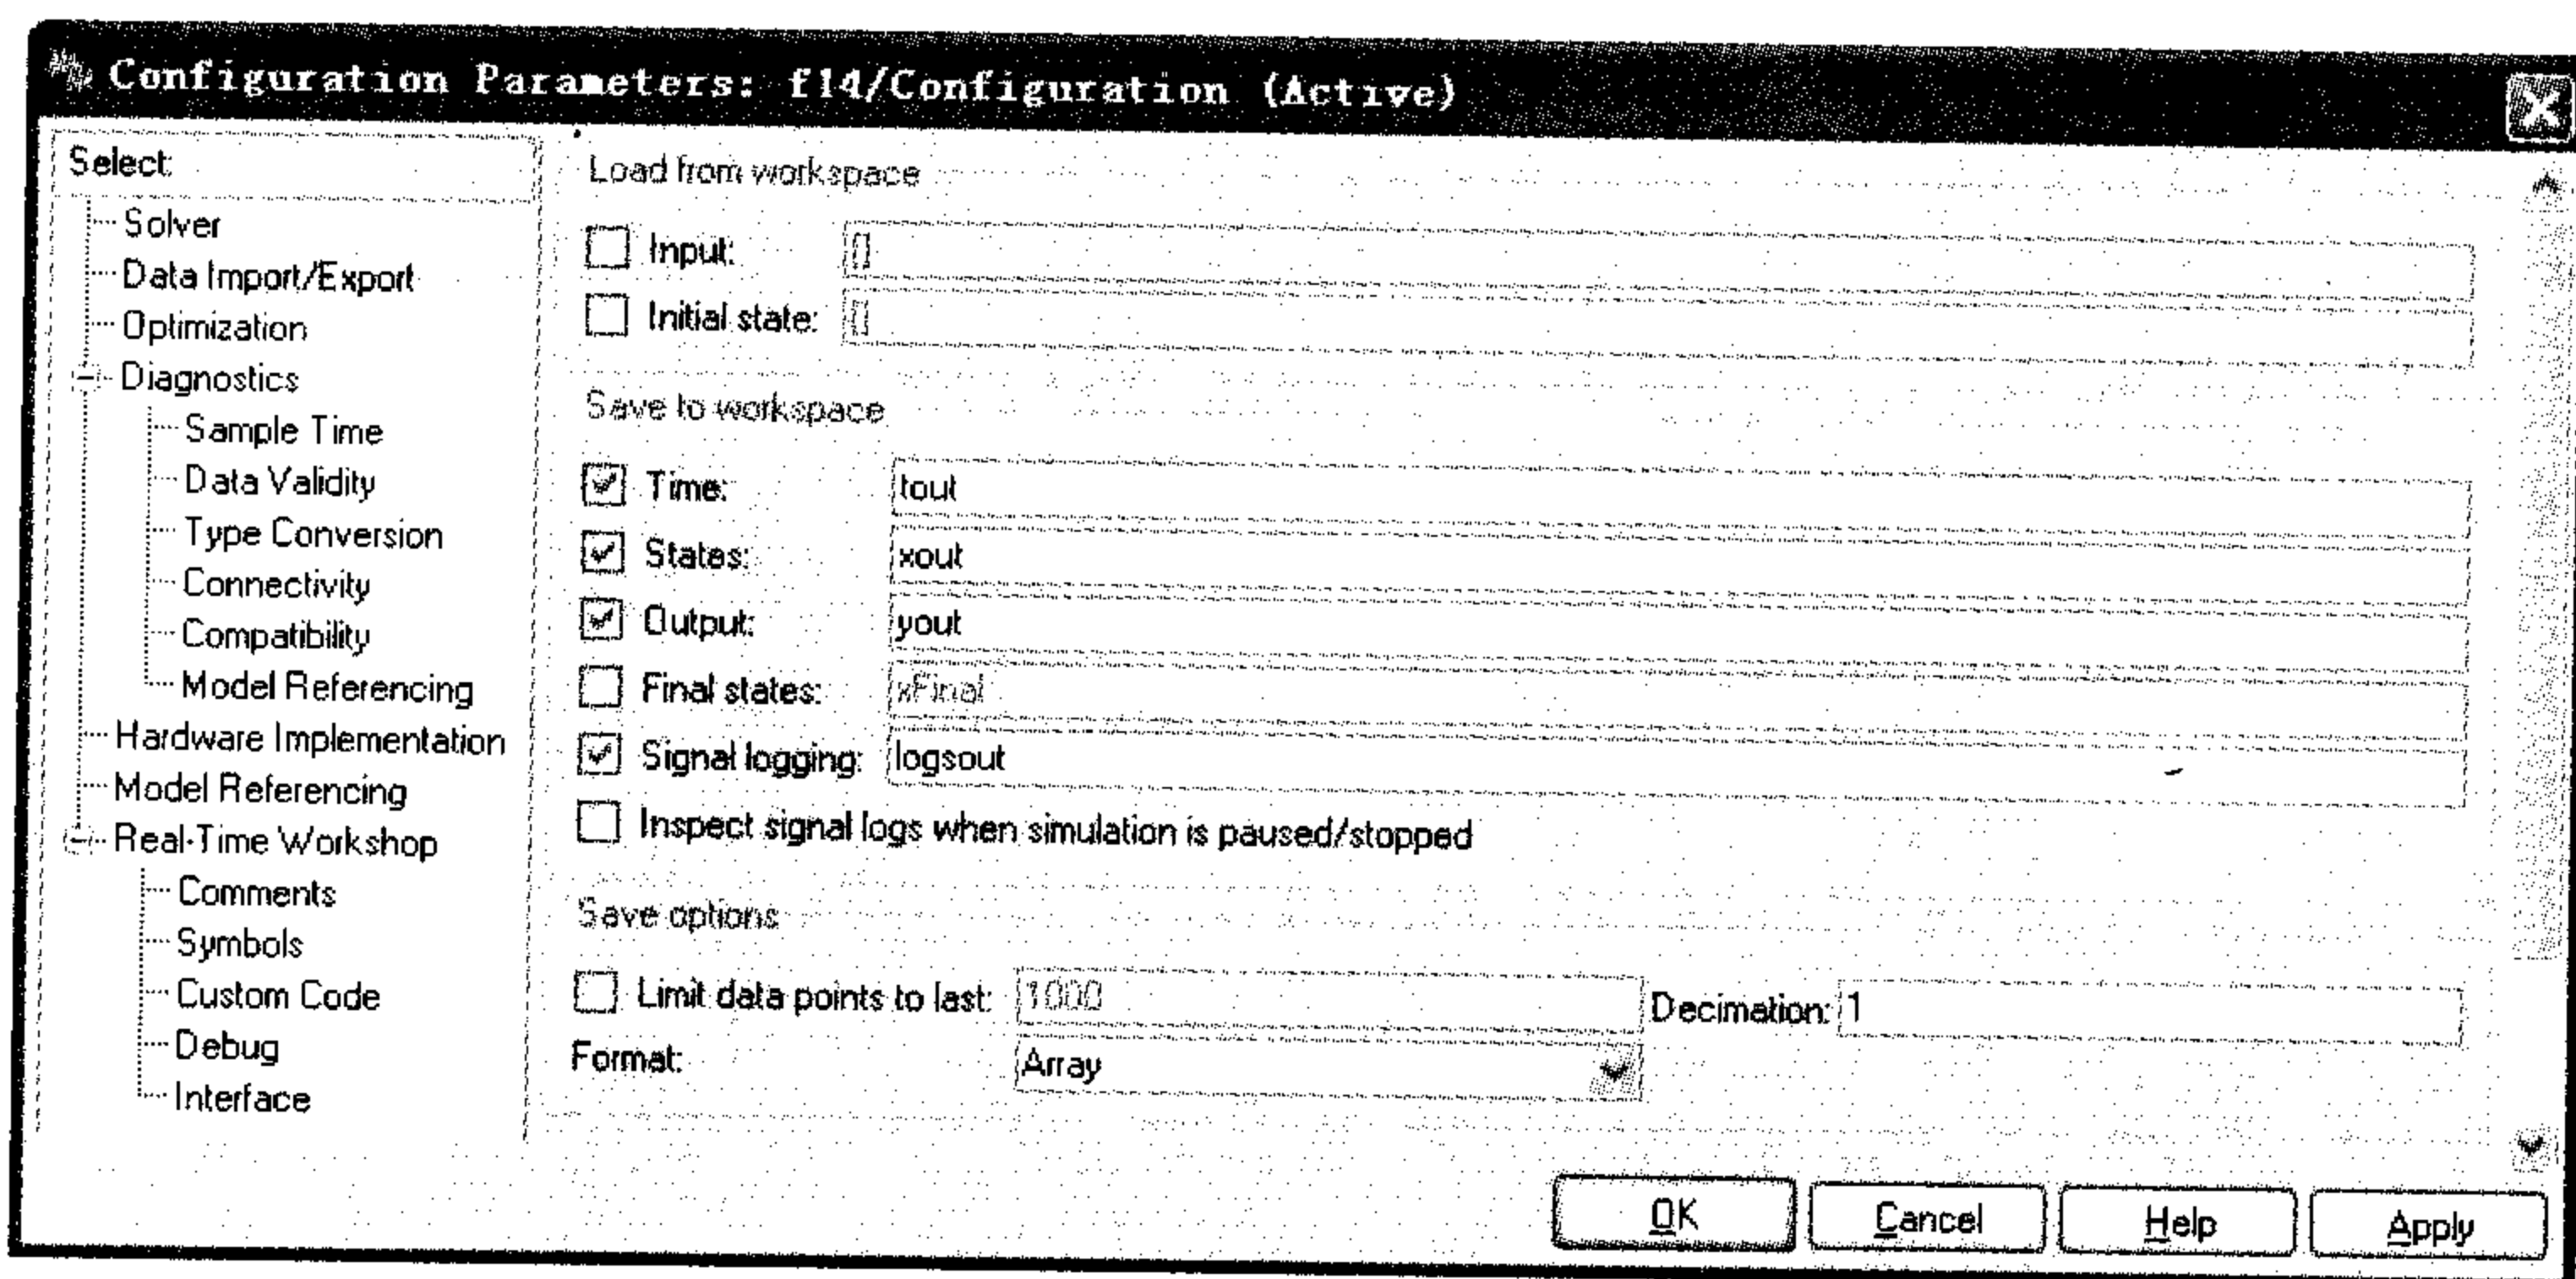 Configuration Parameters: f14/Configuration (Active)
Select:
Solver
Data Import/Export
Optimization
Diagnostics
Sample Time
Data Validity
Type Conversion
Connectivity
Compatibility
Model Referencing
Hardware Implementation
Model Referencing
Real-Time Workshop
Comments
Symbols
Custom Code
Debug
Interface
Load from workspace
Input: []
Initial state: []
Save to workspace
Time: tout
States: xout
Output: yout
Final states: xFinal
Signal logging: logsout
Inspect signal logs when simulation is paused/stopped
Save options
Limit data points to last: 1000 Decimation: 1
Format: Array
OK Cancel Help Apply